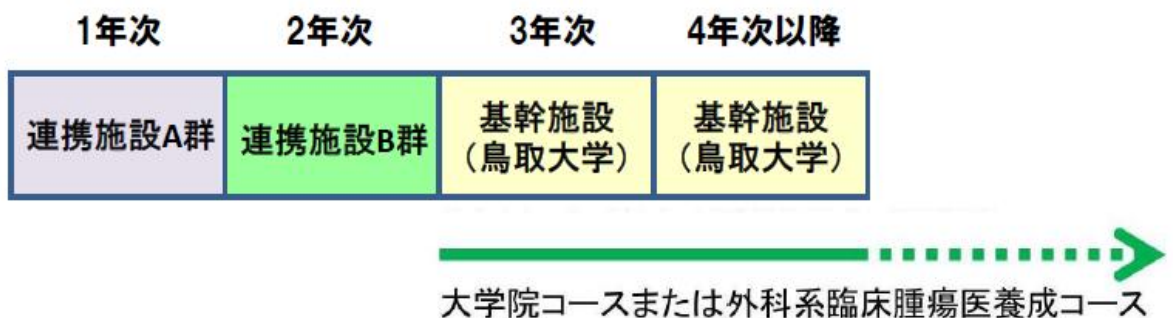 1年次 2年次 3年次 4年次以降
連携施設A群 連携施設B群 基幹施設 基幹施設
(鳥取大学) (鳥取大学)
大学院コースまたは外科系臨床腫瘍医養成コース